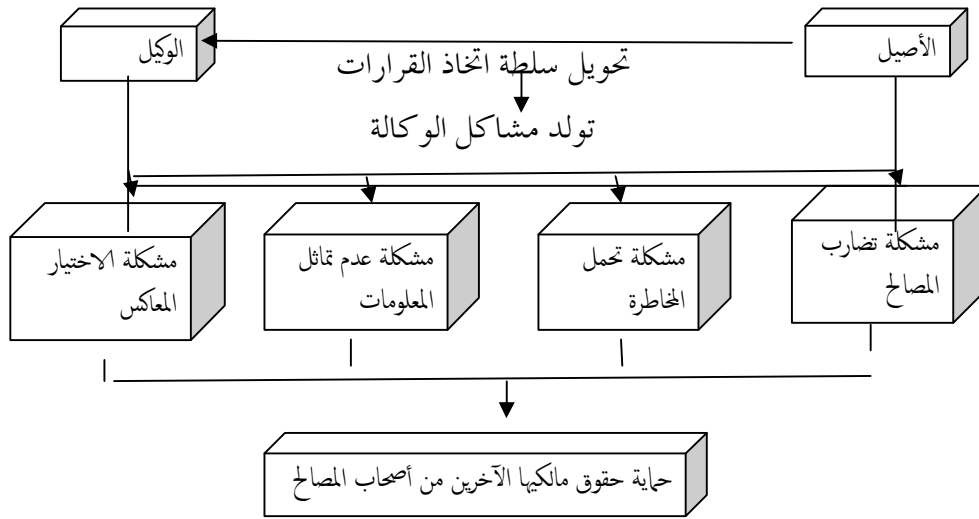 الأصيل
الوكيل
تحويل سلطة اتخاذ القرارات
تولد مشاكل الوكالة
مشكلة تضارب
المصالح
مشكلة تحمل
المخاطرة
مشكلة عدم تماثل
المعلومات
مشكلة الاختيار
المعاكس
حماية حقوق مالكيها الآخرين من أصحاب المصالح